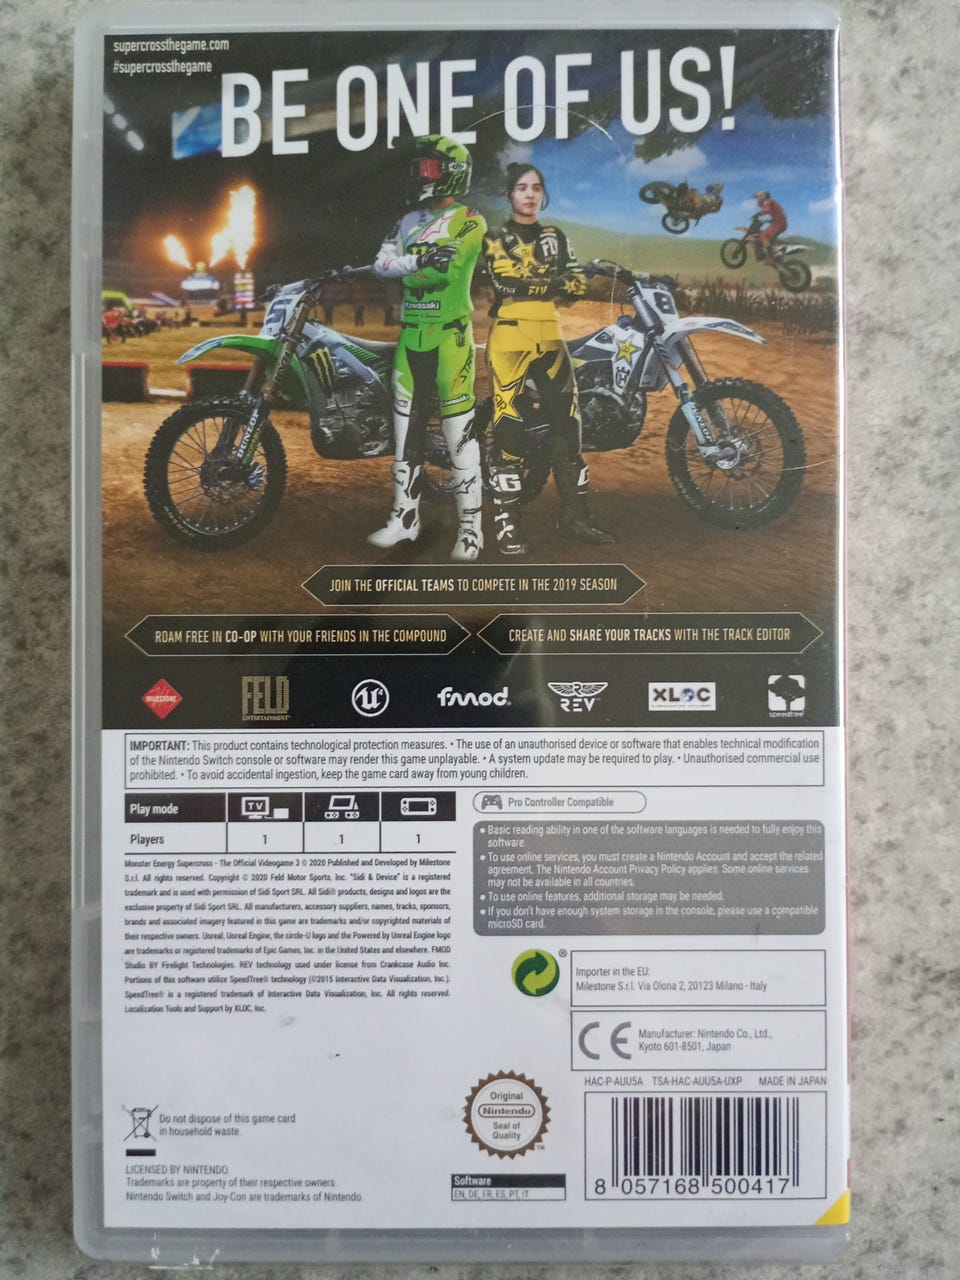 supercrossthegame.com
#supercrossthegame
BE ONE OF US!
Kawasaki
DUNLOP
DUNLOP
JOIN THE OFFICIAL TEAMS TO COMPETE IN THE 2019 SEASON
ROAM FREE IN CO-OP WITH YOUR FRIENDS IN THE COMPOUND
CREATE AND SHARE YOUR TRACKS WITH THE TRACK EDITOR
MILESTONE
FELD
ENTERTAINMENT
fmod
REV
XLOC
speedtree
IMPORTANT: This product contains technological protection measures. • The use of an unauthorised device or software that enables technical modification
of the Nintendo Switch console or software may render this game unplayable. • A system update may be required to play. • Unauthorised commercial use
prohibited. • To avoid accidental ingestion, keep the game card away from young children.
Play mode
TV
Players 1 1 1
Pro Controller Compatible
• Basic reading ability in one of the software languages is needed to fully enjoy this
software.
• To use online services, you must create a Nintendo Account and accept the related
agreement. The Nintendo Account Privacy Policy applies. Some online services
may not be available in all countries.
• To use online features, additional storage may be needed.
• If you don't have enough system storage in the console, please use a compatible
microSD card.
Monster Energy Supercross - The Official Videogame 3 © 2020 Published and Developed by Milestone
S.r.l. All rights reserved. Copyright © 2020 Feld Motor Sports, Inc. "Sidi & Device" is a registered
trademark and is used with permission of Sidi Sport SRL. All Sidi® products, designs and logos are the
exclusive property of Sidi Sport SRL. All manufacturers, accessory suppliers, names, tracks, sponsors,
brands and associated imagery featured in this game are trademarks and/or copyrighted materials of
their respective owners. Unreal, Unreal Engine, the circle-U logo and the Powered by Unreal Engine logo
are trademarks or registered trademarks of Epic Games, Inc. in the United States and elsewhere. FMOD
Studio BY Firelight Technologies. REV technology used under license from Crankcase Audio Inc.
Portions of this software utilize SpeedTree® technology (©2015 Interactive Data Visualization, Inc.).
SpeedTree® is a registered trademark of Interactive Data Visualization, Inc. All rights reserved.
Localization Tools and Support by XLOC, Inc.
Importer in the EU:
Milestone S.r.l. Via Olona 2, 20123 Milano - Italy
CE
Manufacturer: Nintendo Co., Ltd.,
Kyoto 601-8501, Japan
HAC-P-AUU5A TSA-HAC-AUU5A-UXP MADE IN JAPAN
Do not dispose of this game card
in household waste.
Original
Nintendo
Seal of
Quality
LICENSED BY NINTENDO.
Trademarks are property of their respective owners.
Nintendo Switch and Joy-Con are trademarks of Nintendo.
Software
EN, DE, FR, ES, PT, IT
8 057168 500417